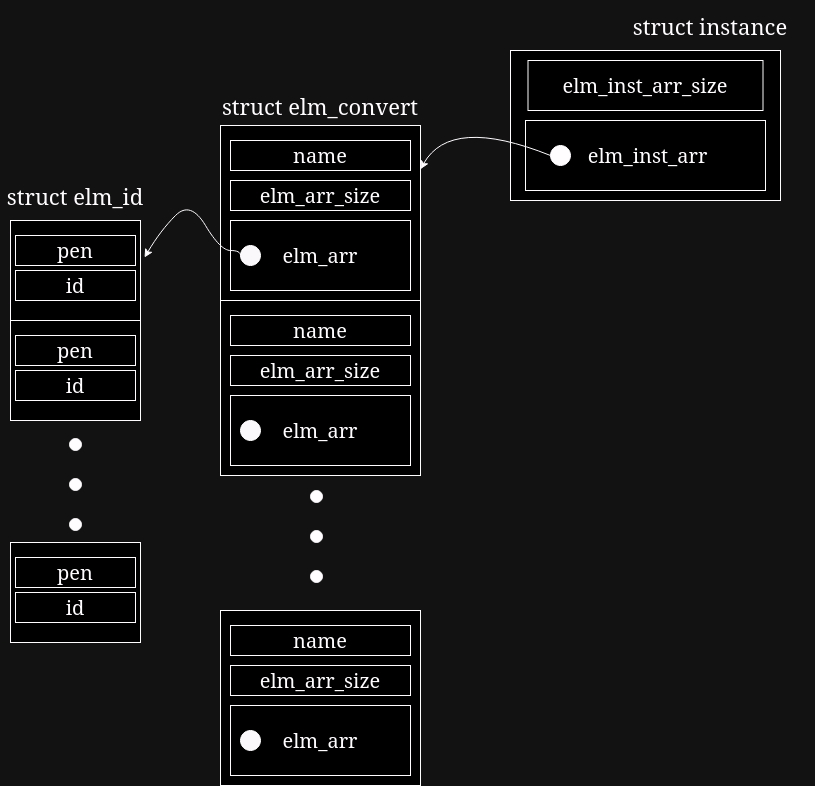 struct instance
elm_inst_arr_size
elm_inst_arr
struct elm_convert
name
elm_arr_size
elm_arr
name
elm_arr_size
elm_arr
name
elm_arr_size
elm_arr
struct elm_id
pen
id
pen
id
pen
id